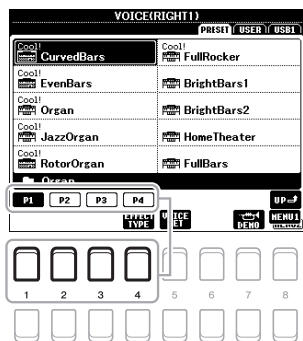 VOICE(RIGHT1)
PRESET USER USB1
Cool! CurvedBars
Cool! FullRocker
Cool! EvenBars
BrightBars1
Cool! Organ
BrightBars2
Cool! JazzOrgan
HomeTheater
Cool! RotorOrgan
FullBars
Organ
P1 P2 P3 P4
UP
EFFECT TYPE
DEMO
MENU1
1 2 3 4 5 6 7 8